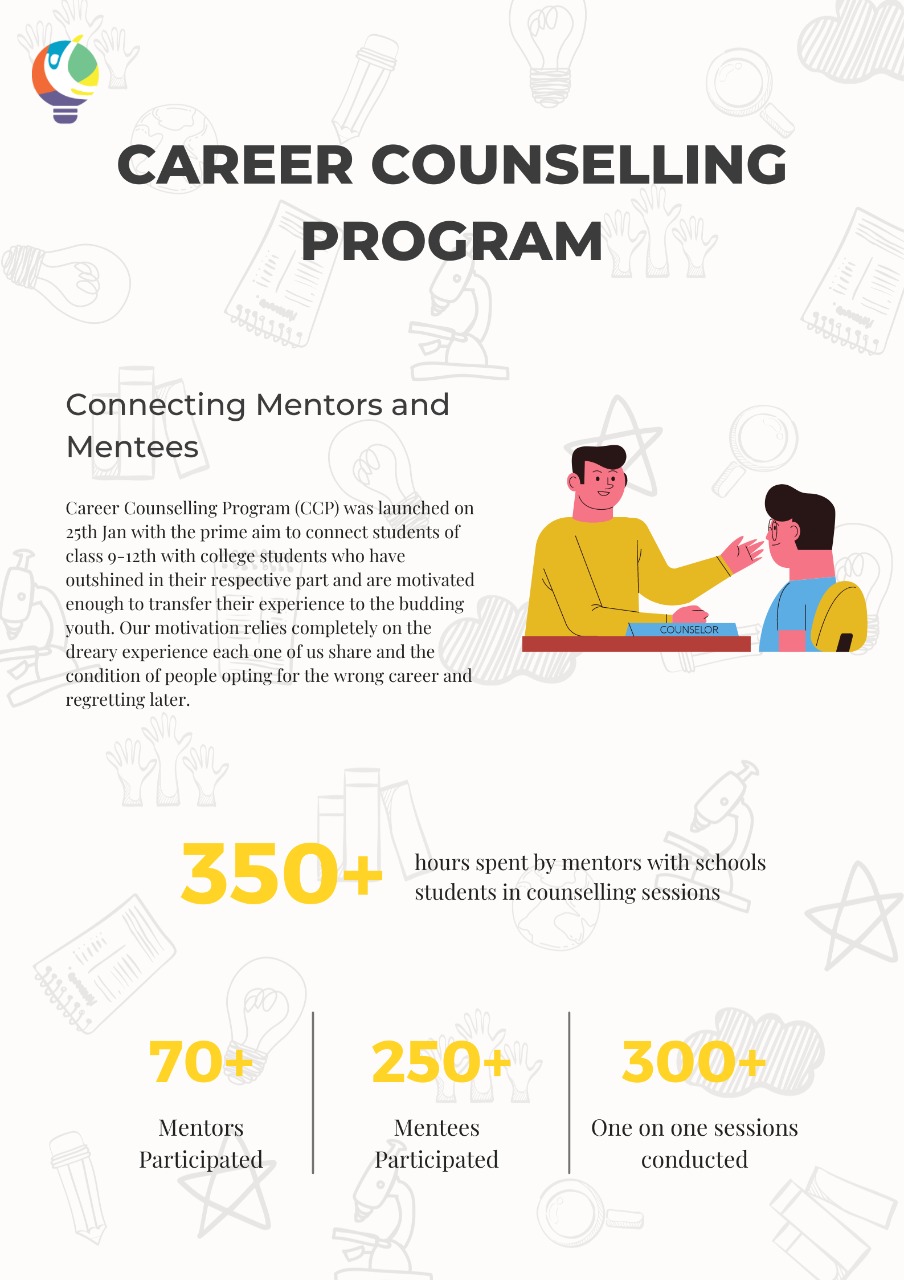 CAREER COUNSELLING
PROGRAM
Connecting Mentors and
Mentees
Career Counselling Program (CCP) was launched on
25th Jan with the prime aim to connect students of
class 9-12th with college students who have
outshined in their respective part and are motivated
enough to transfer their experience to the budding
youth. Our motivation relies completely on the
dreary experience each one of us share and the
condition of people opting for the wrong career and
regretting later.
COUNSELOR
350+
hours spent by mentors with schools
students in counselling sessions
70+
Mentors
Participated
250+
Mentees
Participated
300+
One on one sessions
conducted